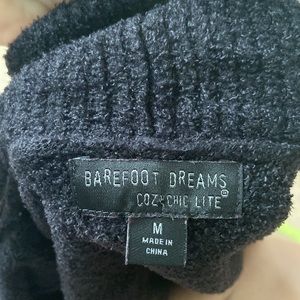 BAREFOOT DREAMS
COZYCHIC LITE®
M
MADE IN
CHINA